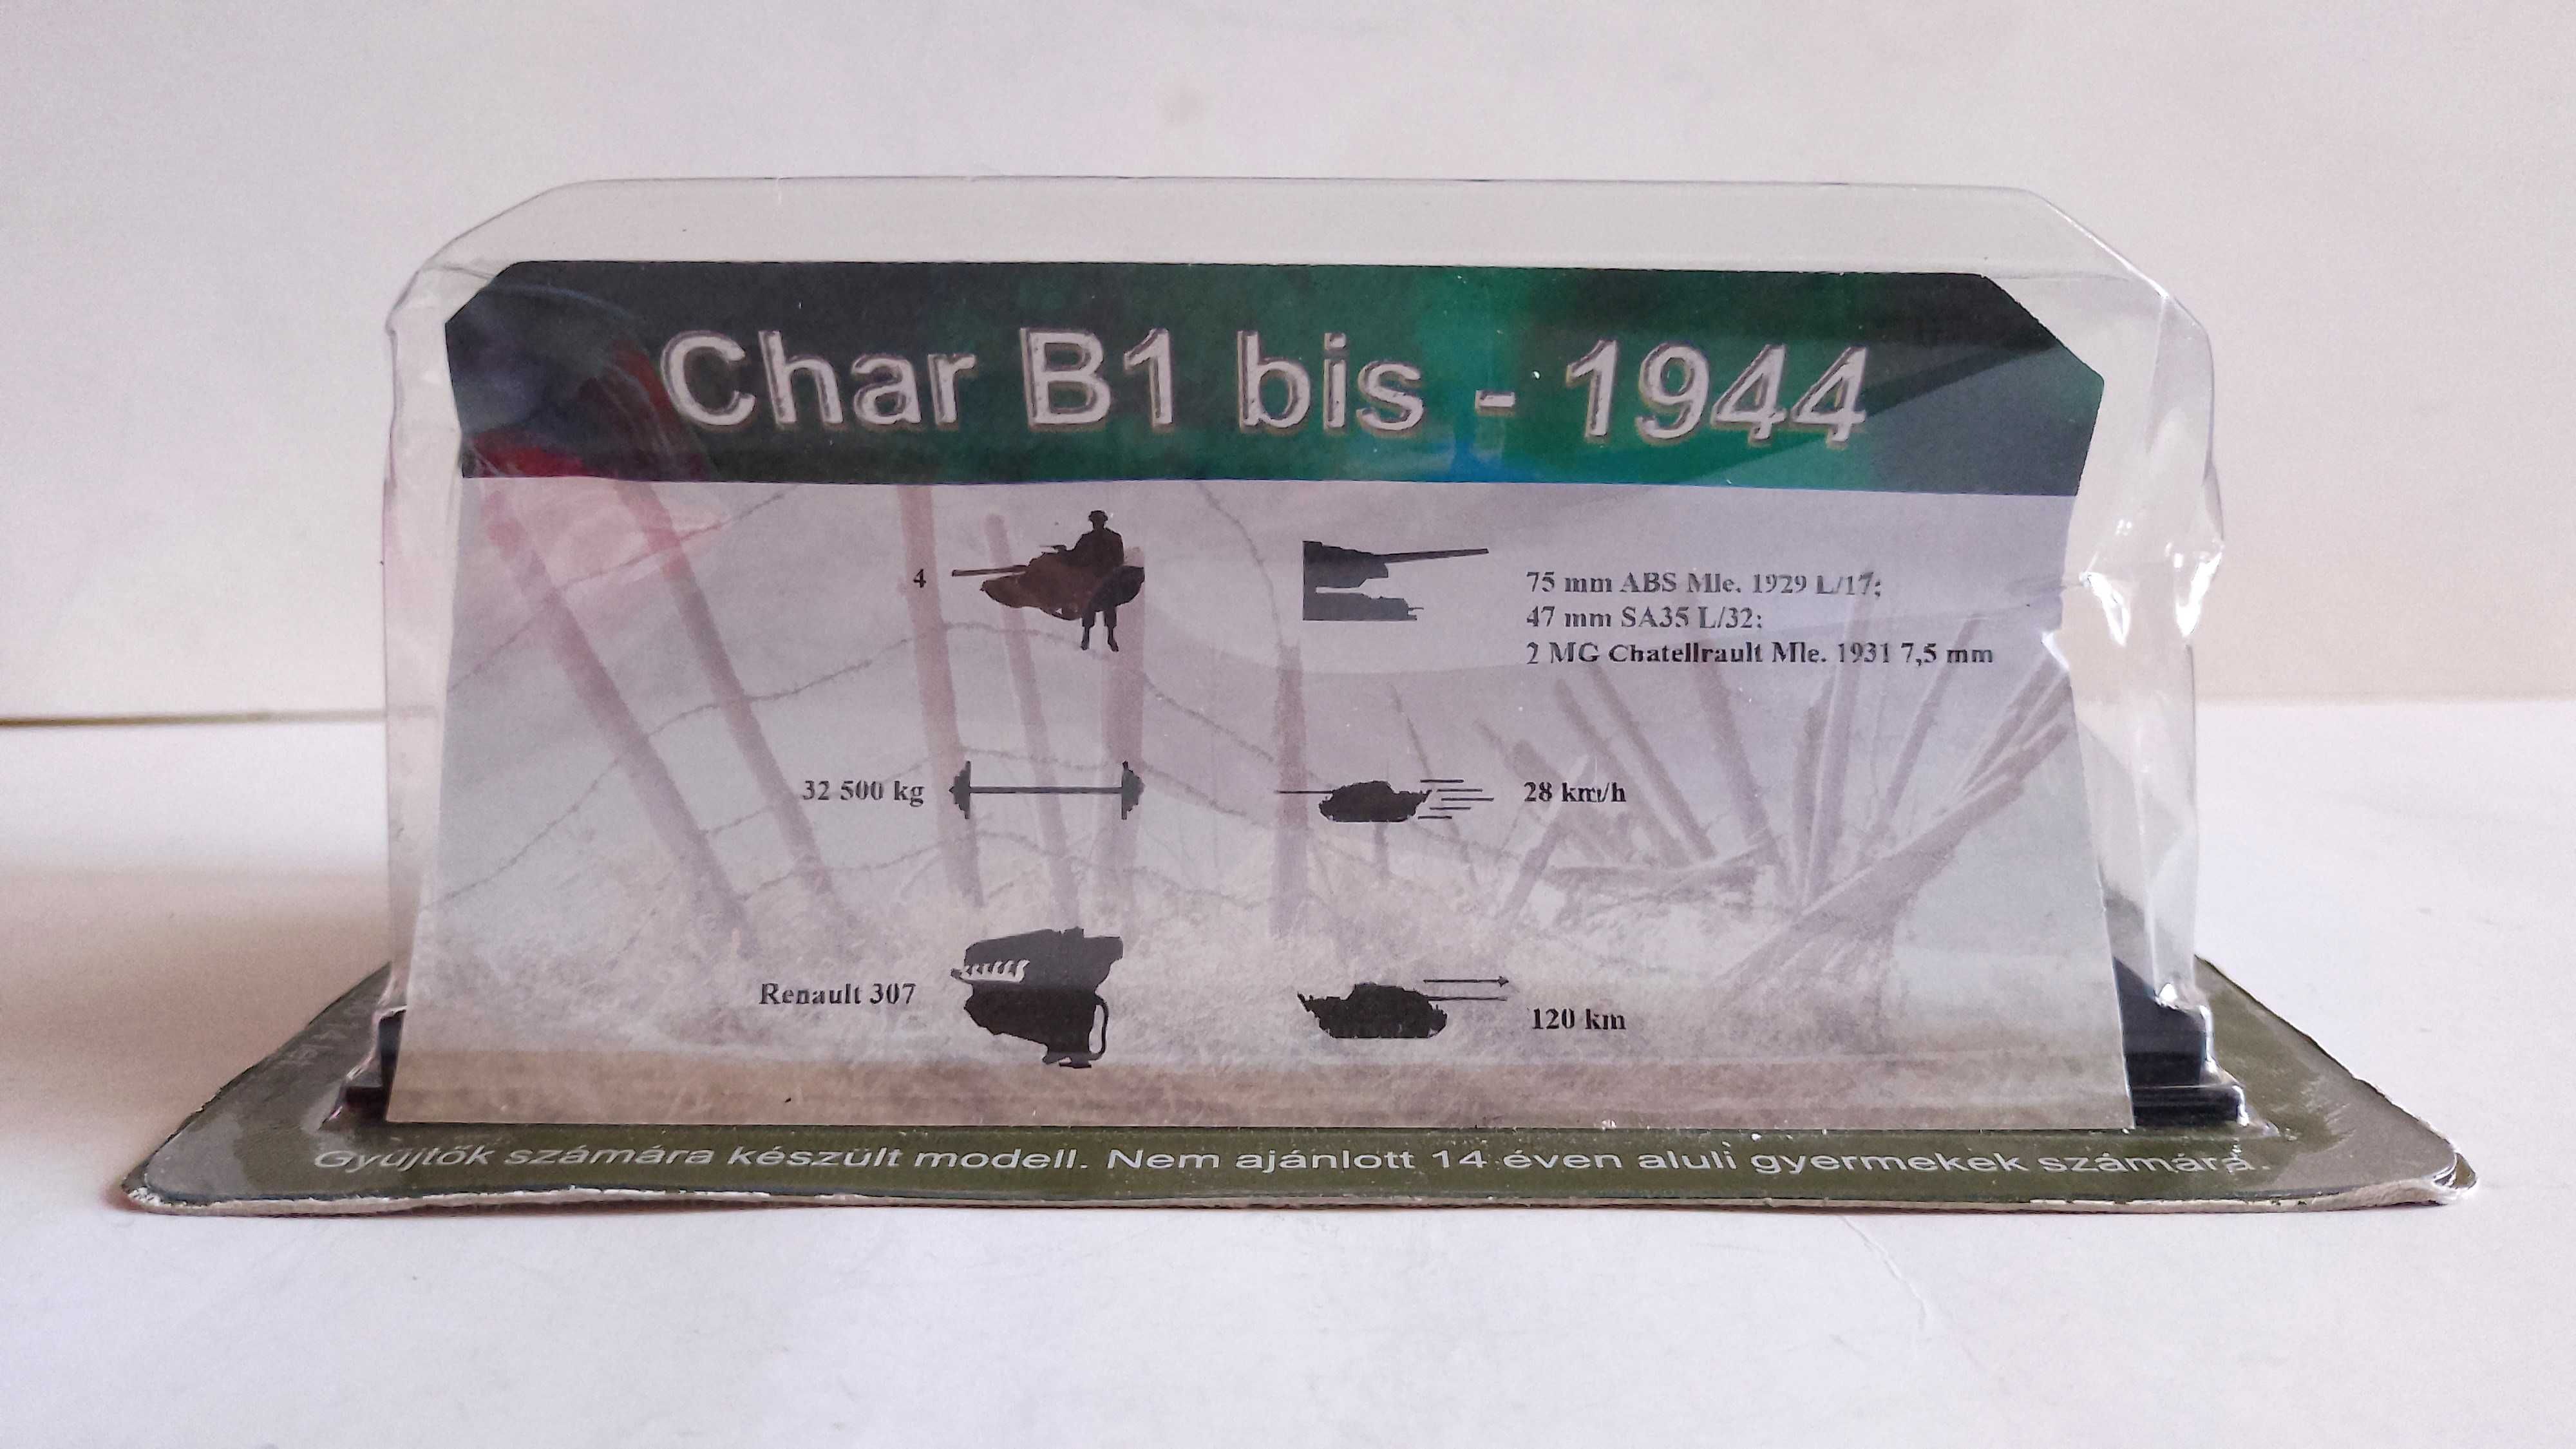 Char B1 bis - 1944
4
75 mm ABS Mle. 1929 L/17;
47 mm SA35 L/32;
2 MG Chatellrault Mle. 1931 7,5 mm
32 500 kg
28 km/h
Renault 307
120 km
Gyűjtők számára készült modell. Nem ajánlott 14 éven aluli gyermekek számára.